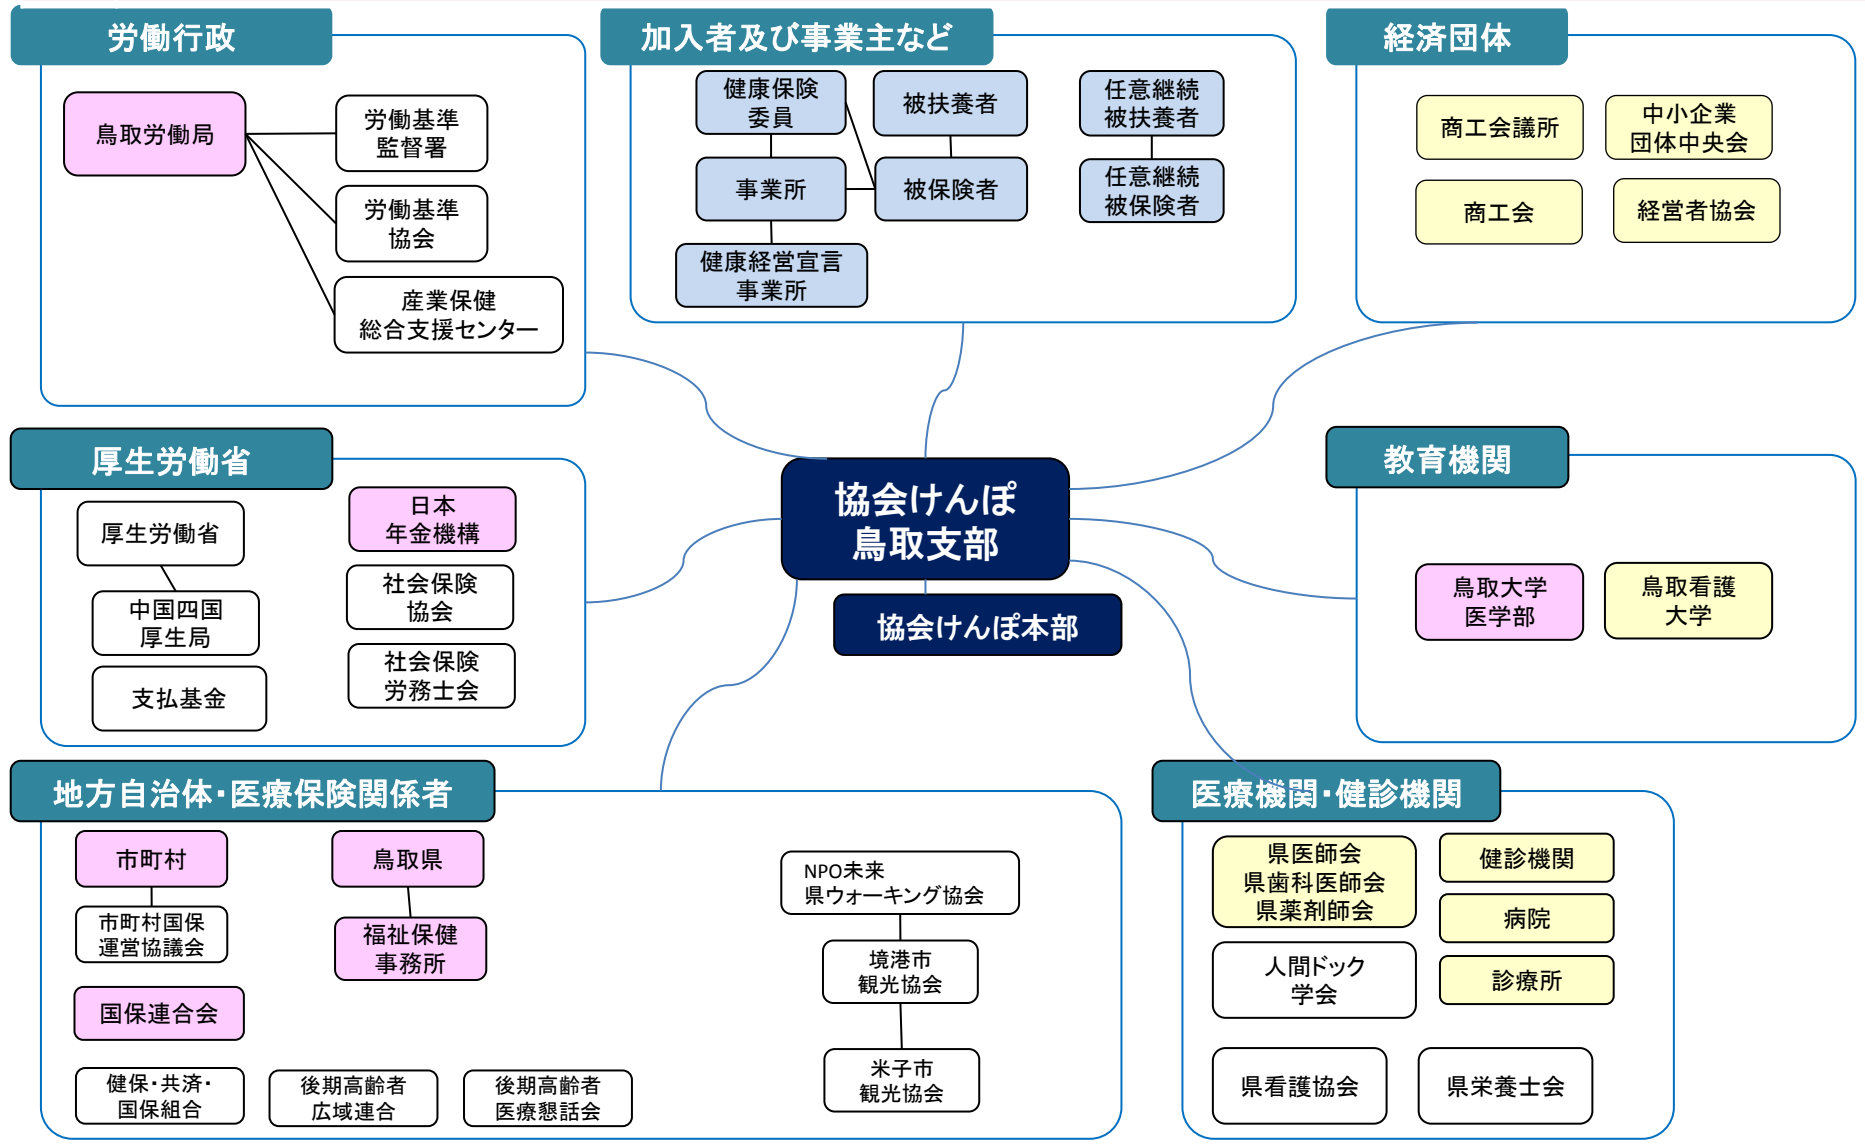 労働行政
鳥取労働局
労働基準
監督署
労働基準
協会
産業保健
総合支援センター
加入者及び事業主など
健康保険
委員
被扶養者
任意継続
被扶養者
事業所
被保険者
任意継続
被保険者
健康経営宣言
事業所
経済団体
商工会議所
中小企業
団体中央会
商工会
経営者協会
厚生労働省
厚生労働省
日本
年金機構
中国四国
厚生局
社会保険
協会
支払基金
社会保険
労務士会
協会けんぽ
鳥取支部
協会けんぽ本部
教育機関
鳥取大学
医学部
鳥取看護
大学
地方自治体・医療保険関係者
市町村
鳥取県
市町村国保
運営協議会
福祉保健
事務所
国保連合会
健保・共済・
国保組合
後期高齢者
広域連合
後期高齢者
医療懇話会
NPO未来
県ウォーキング協会
境港市
観光協会
米子市
観光協会
医療機関・健診機関
県医師会
県歯科医師会
県薬剤師会
健診機関
病院
人間ドック
学会
診療所
県看護協会
県栄養士会